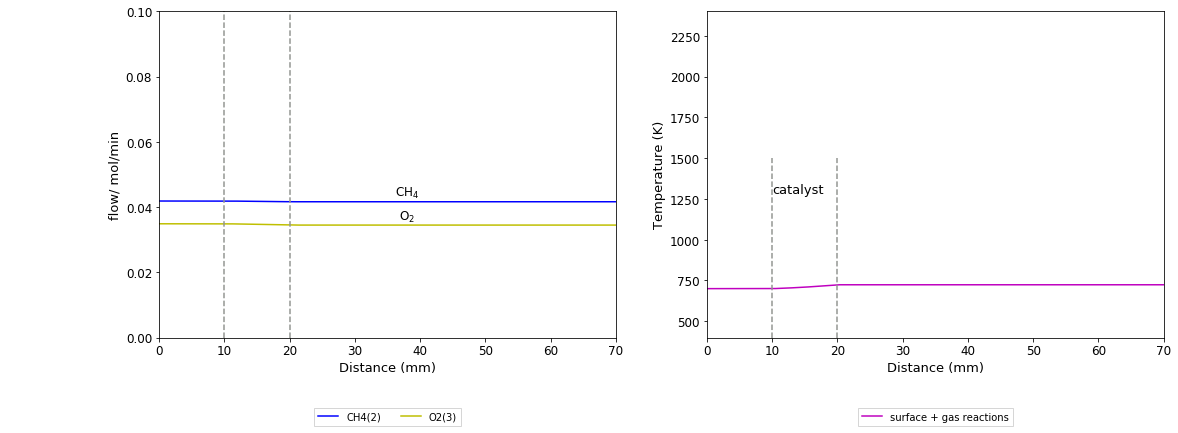 0.10
0.08
0.06
0.04
0.02
0.00
flow/ mol/min
CH₄
O₂
0 10 20 30 40 50 60 70
Distance (mm)
CH4(2) O2(3)
2250
2000
1750
1500
1250
1000
750
500
Temperature (K)
catalyst
0 10 20 30 40 50 60 70
Distance (mm)
surface + gas reactions